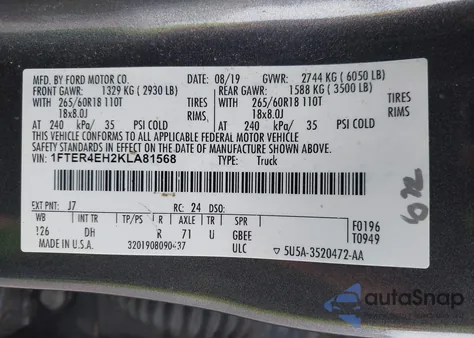 MFD. BY FORD MOTOR CO.
08/19 GVWR: 2744 KG (6050 LB)
FRONT GAWR: 1329 KG (2930 LB) REAR GAWR: 1588 KG (3500 LB)
WITH 265/60R18 110T TIRES WITH 265/60R18 110T TIRES
18x8.0J RIMS 18x8.0J RIMS
AT 240 kPa/ 35 PSI COLD AT 240 kPa/ 35 PSI COLD
THIS VEHICLE CONFORMS TO ALL APPLICABLE FEDERAL MOTOR VEHICLE
SAFETY STANDARDS IN EFFECT ON THE DATE OF MANUFACTURE SHOWN ABOVE.
VIN: 1FTER4EH2KLA81568 TYPE: Truck
EXT PNT: J7 RC: 24 DSO:
WB INT TR TP/PS R AXLE TR SPR F0196
126 DH R 71 U GBEE T0949
MADE IN U.S.A. 3201908090437 ULC 5U5A-3520472-AA
autoSnap